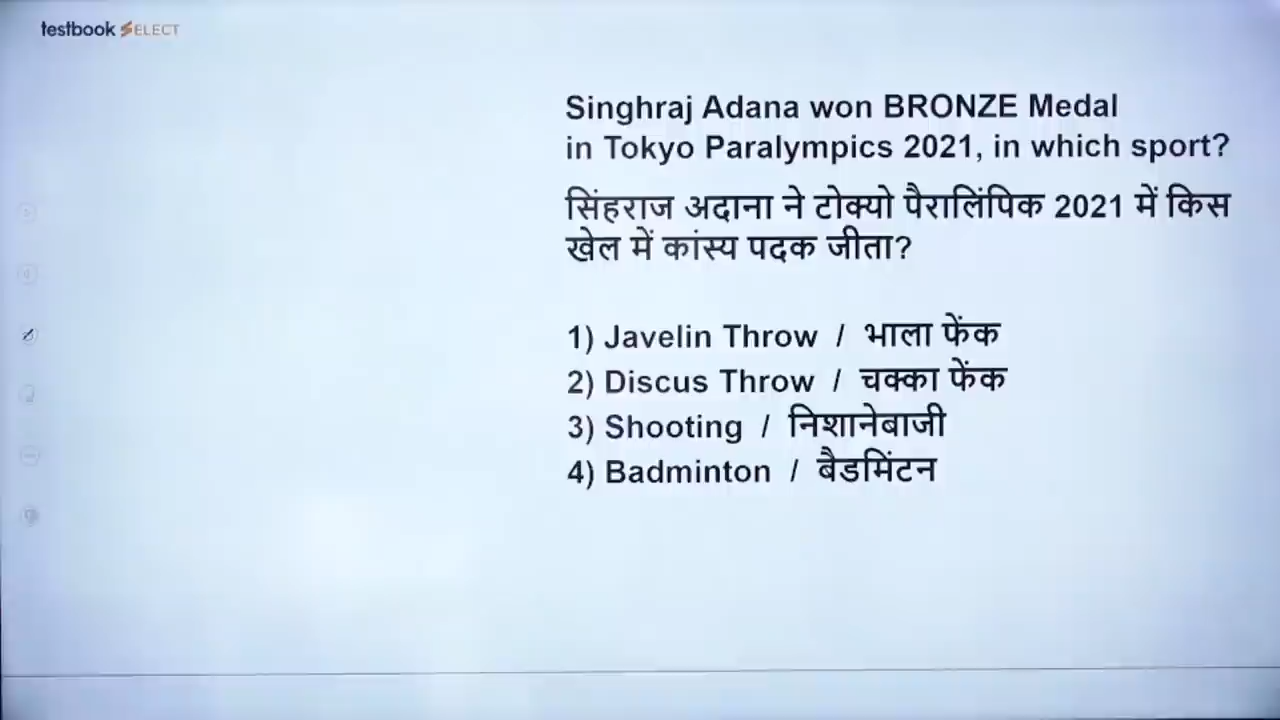 testbook SELECT
Singhraj Adana won BRONZE Medal
in Tokyo Paralympics 2021, in which sport?
सिंहराज अदाना ने टोक्यो पैरालिंपिक 2021 में किस
खेल में कांस्य पदक जीता?
1) Javelin Throw / भाला फेंक
2) Discus Throw / चक्का फेंक
3) Shooting / निशानेबाजी
4) Badminton / बैडमिंटन